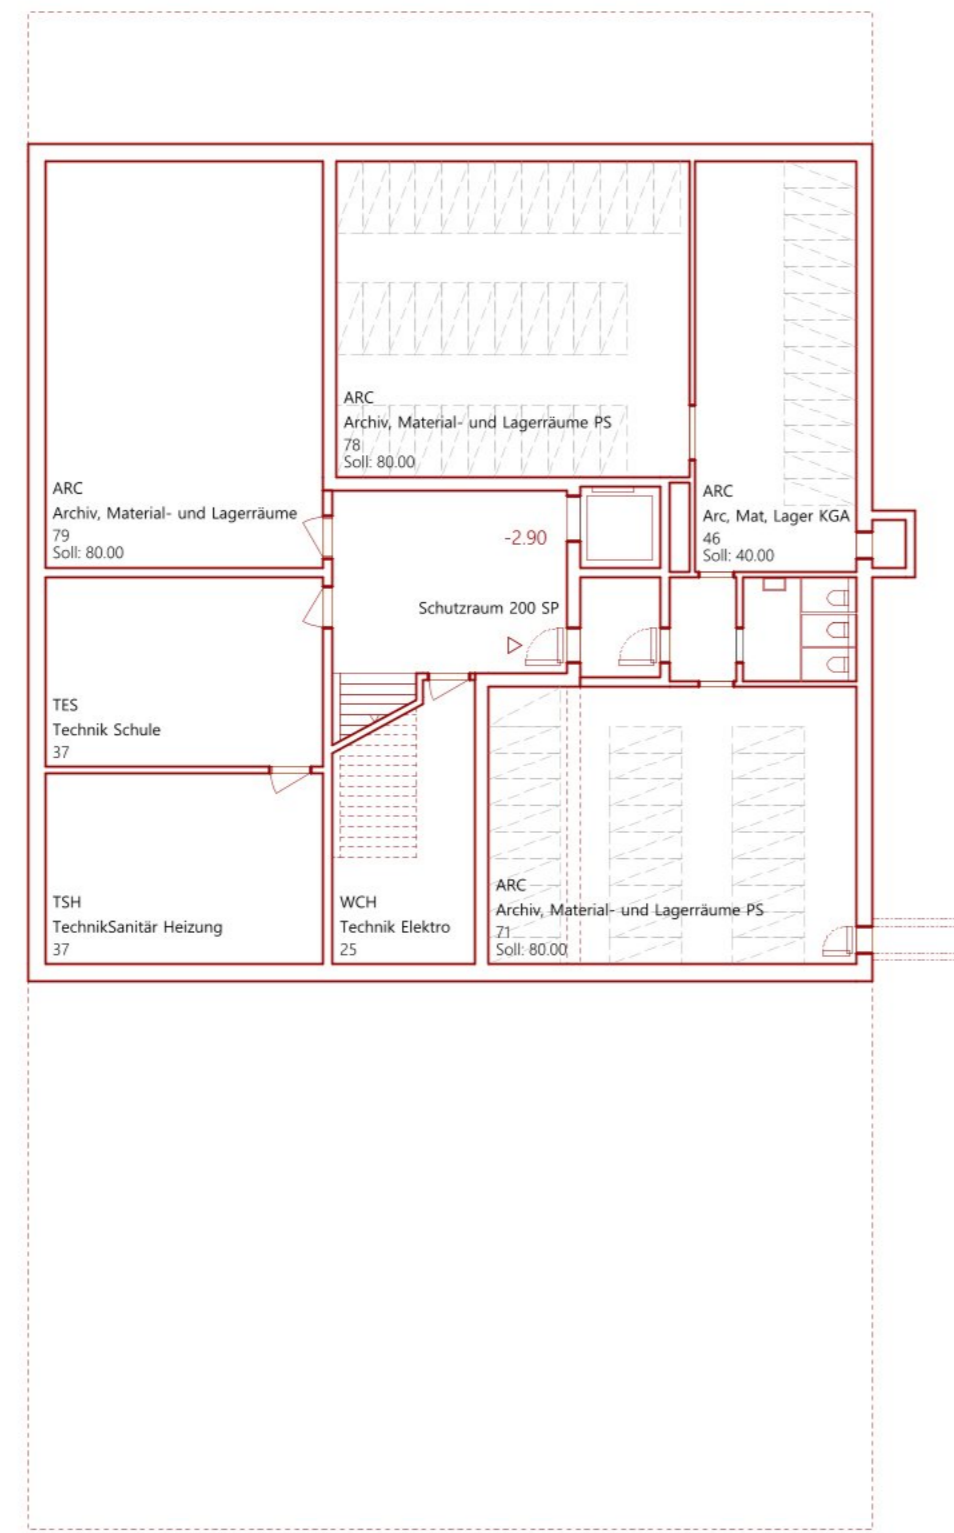 ARC
Archiv, Material- und Lagerräume PS
78
Soll: 80.00
ARC
Archiv, Material- und Lagerräume
79
Soll: 80.00
ARC
Arc, Mat, Lager KGA
46
Soll: 40.00
-2.90
Schutzraum 200 SP
TES
Technik Schule
37
TSH
TechnikSanitär Heizung
37
WCH
Technik Elektro
25
ARC
Archiv, Material- und Lagerräume PS
71
Soll: 80.00